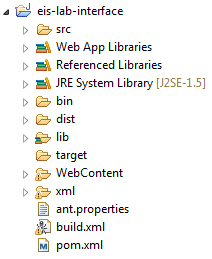 eis-lab-interface
src
Web App Libraries
Referenced Libraries
JRE System Library [J2SE-1.5]
bin
dist
lib
target
WebContent
xml
ant.properties
build.xml
pom.xml